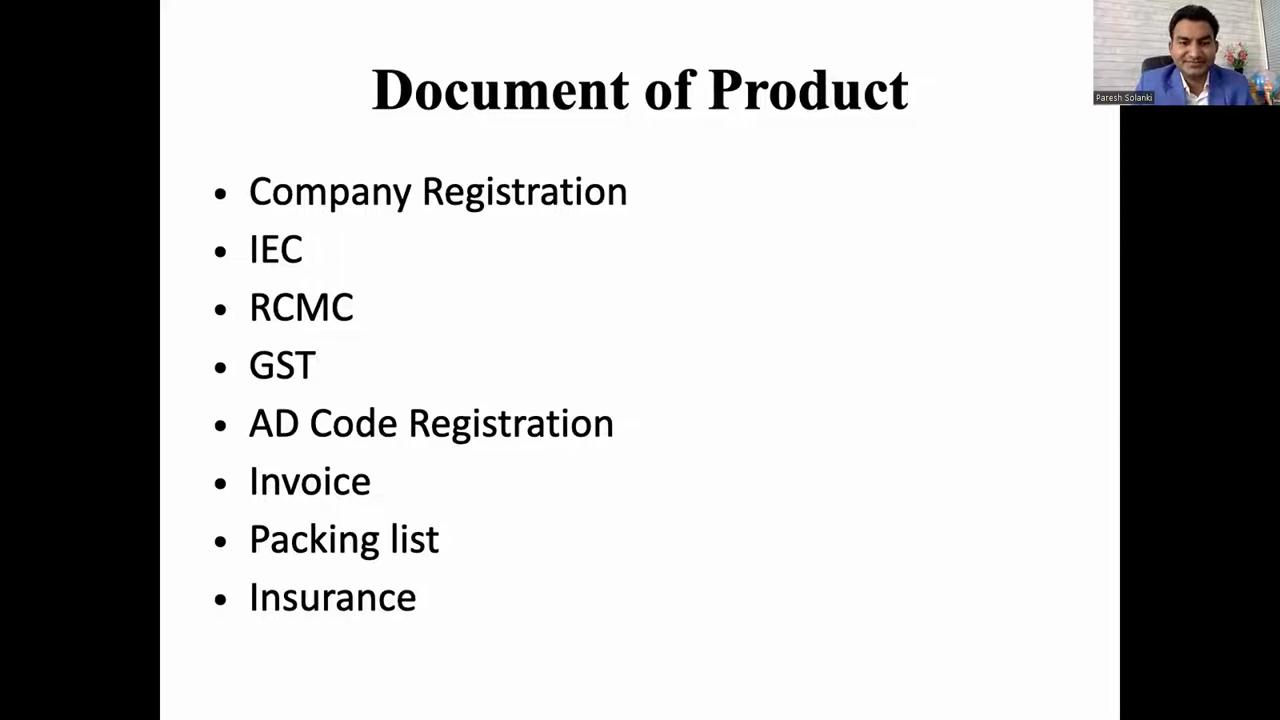 Document of Product
• Company Registration
• IEC
• RCMC
• GST
• AD Code Registration
• Invoice
• Packing list
• Insurance
Paresh Solanki